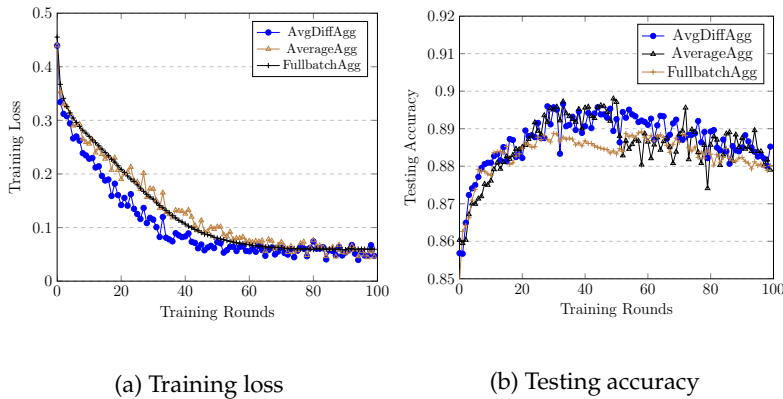 0.5
0.4
0.3
0.2
0.1
0
0 20 40 60 80 100
Training Loss
Training Rounds
AvgDiffAgg
AverageAgg
FullbatchAgg
(a) Training loss
0.92
0.91
0.9
0.89
0.88
0.87
0.86
0.85
0 20 40 60 80 100
Testing Accuracy
Training Rounds
AvgDiffAgg
AverageAgg
FullbatchAgg
(b) Testing accuracy